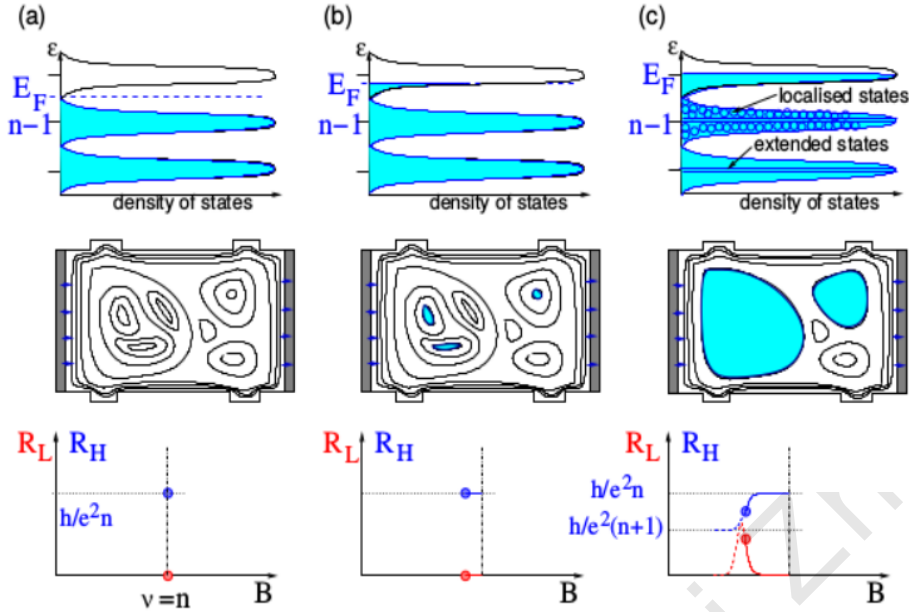 (a)
(b)
(c)
ε
E_F
n−1
density of states
ε
E_F
n−1
density of states
ε
E_F
n−1
localised states
extended states
density of states
R_L R_H
h/e²n
ν=n
B
R_L R_H
B
R_L R_H
h/e²n
h/e²(n+1)
B